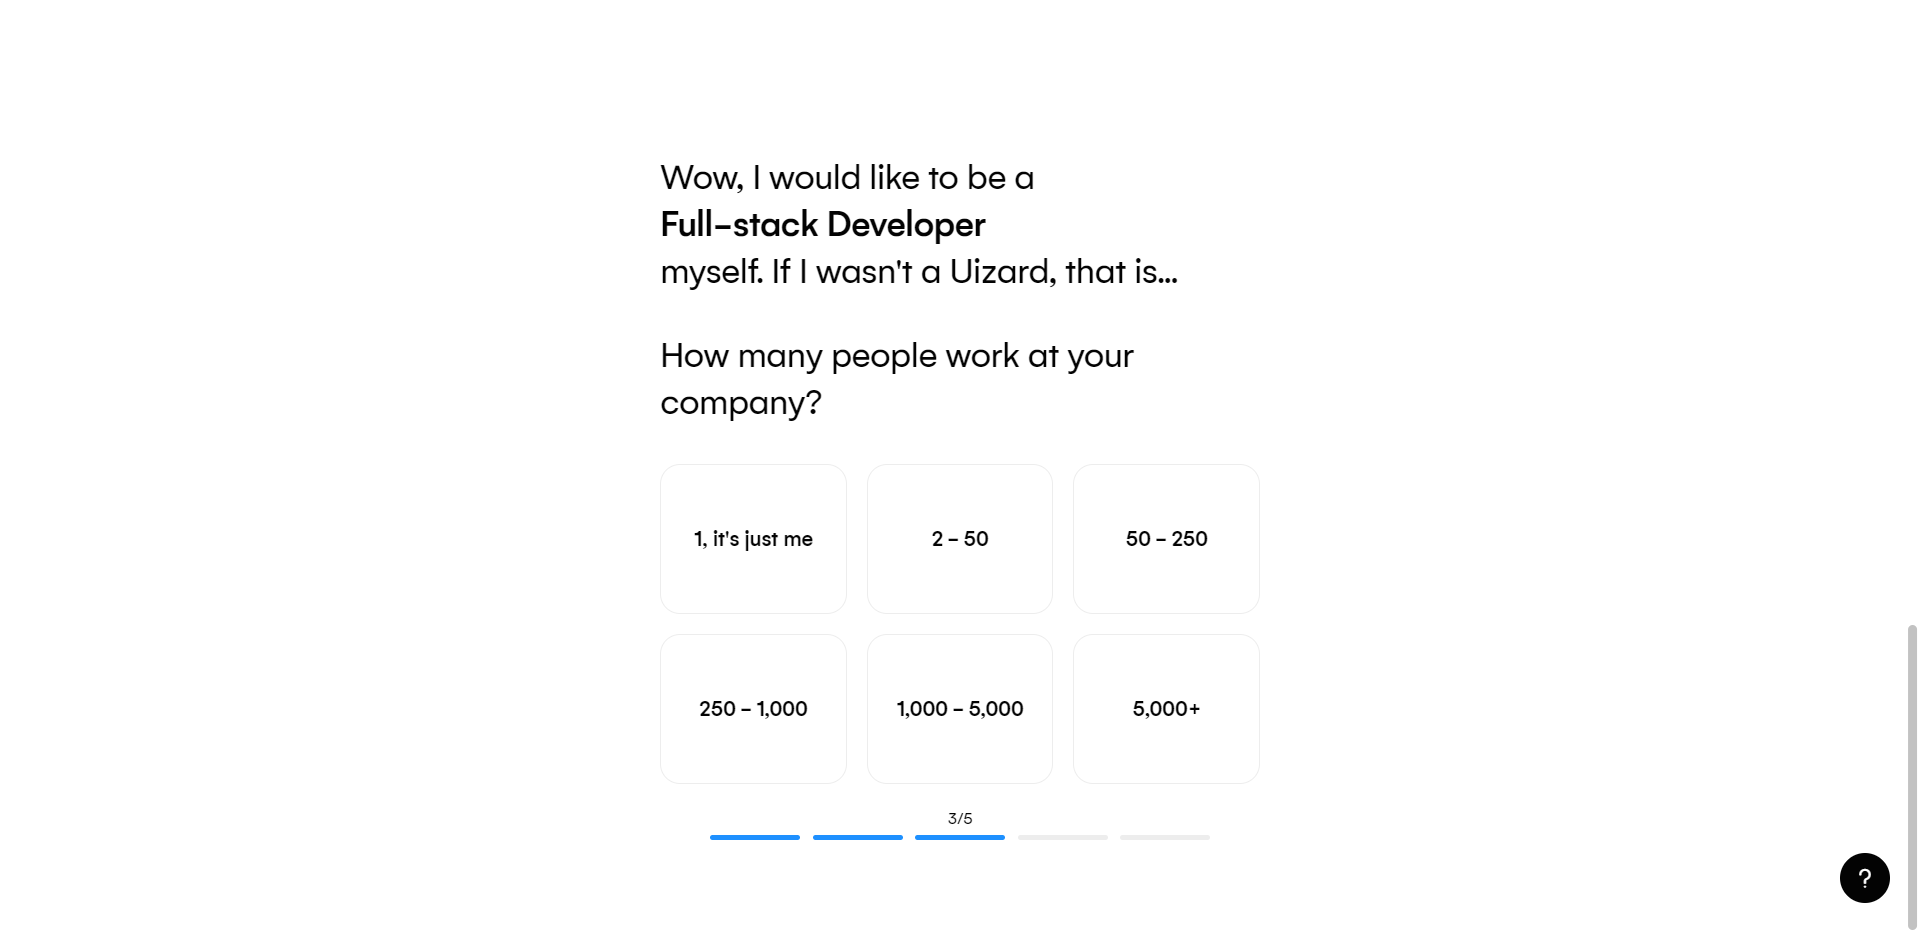 Wow, I would like to be a
Full-stack Developer
myself. If I wasn't a Uizard, that is...
How many people work at your
company?
1, it's just me
2 – 50
50 – 250
250 – 1,000
1,000 – 5,000
5,000+
3/5
?